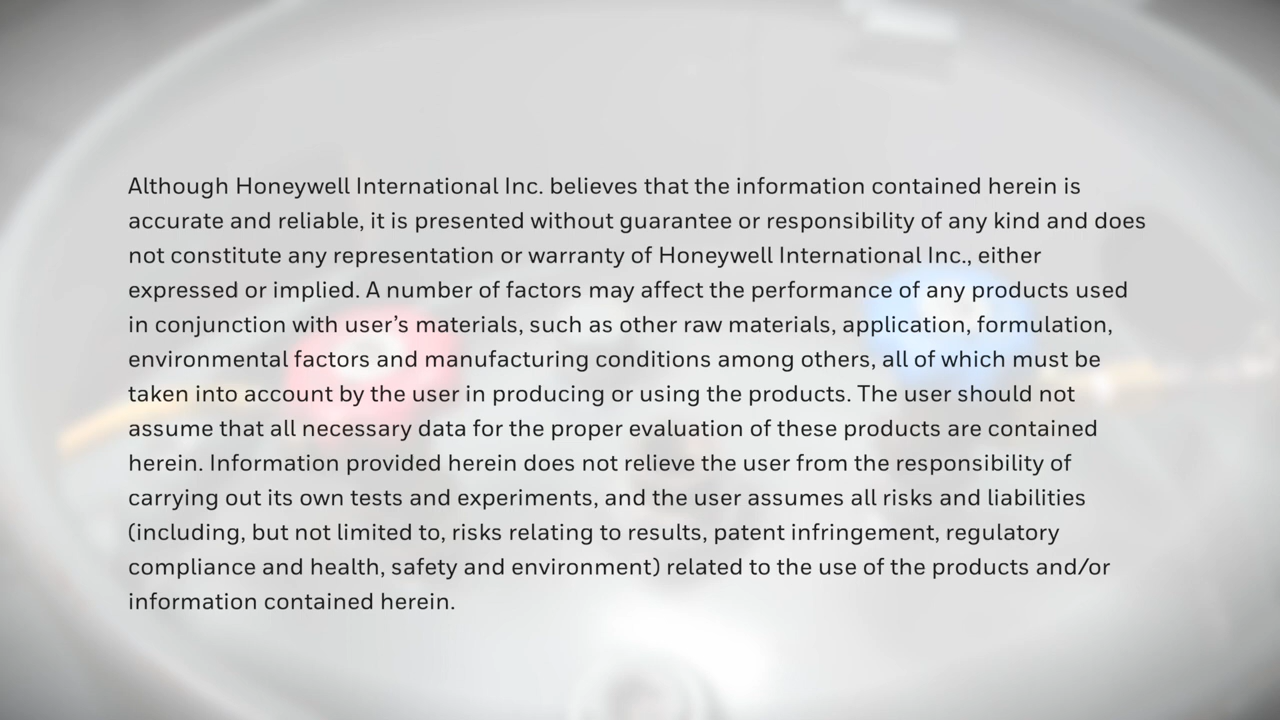 Although Honeywell International Inc. believes that the information contained herein is
accurate and reliable, it is presented without guarantee or responsibility of any kind and does
not constitute any representation or warranty of Honeywell International Inc., either
expressed or implied. A number of factors may affect the performance of any products used
in conjunction with user’s materials, such as other raw materials, application, formulation,
environmental factors and manufacturing conditions among others, all of which must be
taken into account by the user in producing or using the products. The user should not
assume that all necessary data for the proper evaluation of these products are contained
herein. Information provided herein does not relieve the user from the responsibility of
carrying out its own tests and experiments, and the user assumes all risks and liabilities
(including, but not limited to, risks relating to results, patent infringement, regulatory
compliance and health, safety and environment) related to the use of the products and/or
information contained herein.